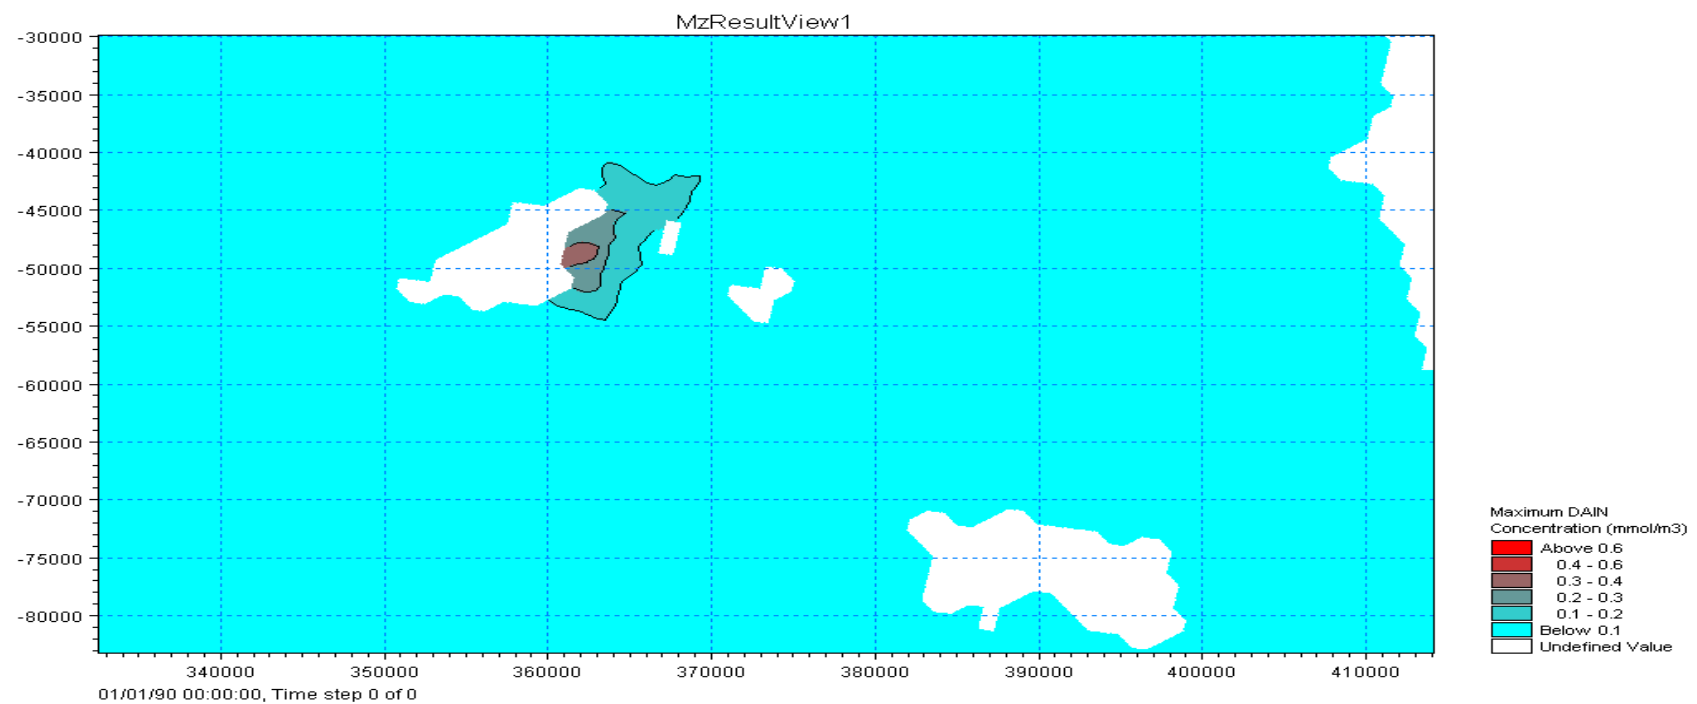 MzResultView1
-30000
-35000
-40000
-45000
-50000
-55000
-60000
-65000
-70000
-75000
-80000
340000 350000 360000 370000 380000 390000 400000 410000
01/01/90 00:00:00, Time step 0 of 0
Maximum DAIN
Concentration (mmol/m3)
Above 0.6
0.4 - 0.6
0.3 - 0.4
0.2 - 0.3
0.1 - 0.2
Below 0.1
Undefined Value